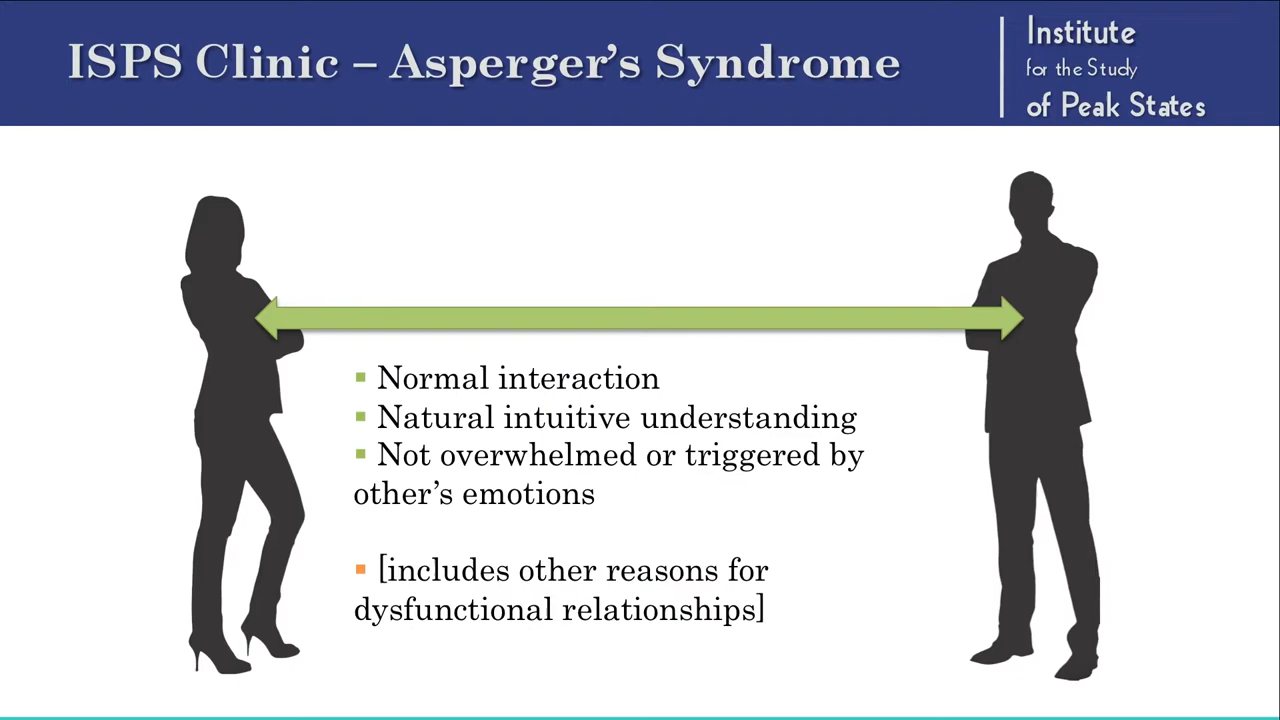 ISPS Clinic – Asperger's Syndrome
Institute
for the Study
of Peak States
▪ Normal interaction
▪ Natural intuitive understanding
▪ Not overwhelmed or triggered by
other’s emotions
▪ [includes other reasons for
dysfunctional relationships]